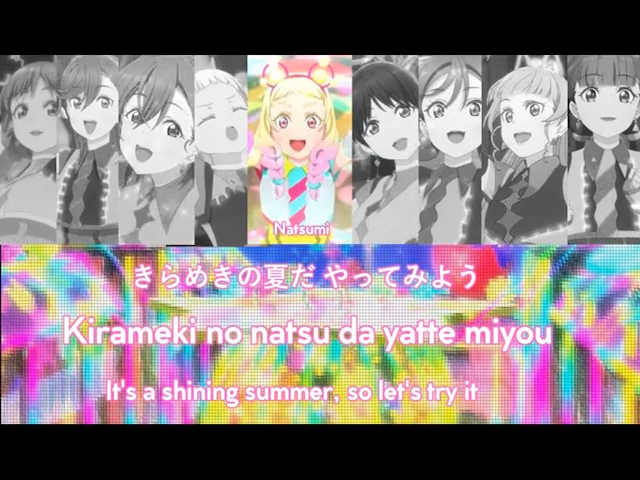 Natsumi
きらめきの夏だ やってみよう
Kirameki no natsu da yatte miyou
It's a shining summer, so let's try it